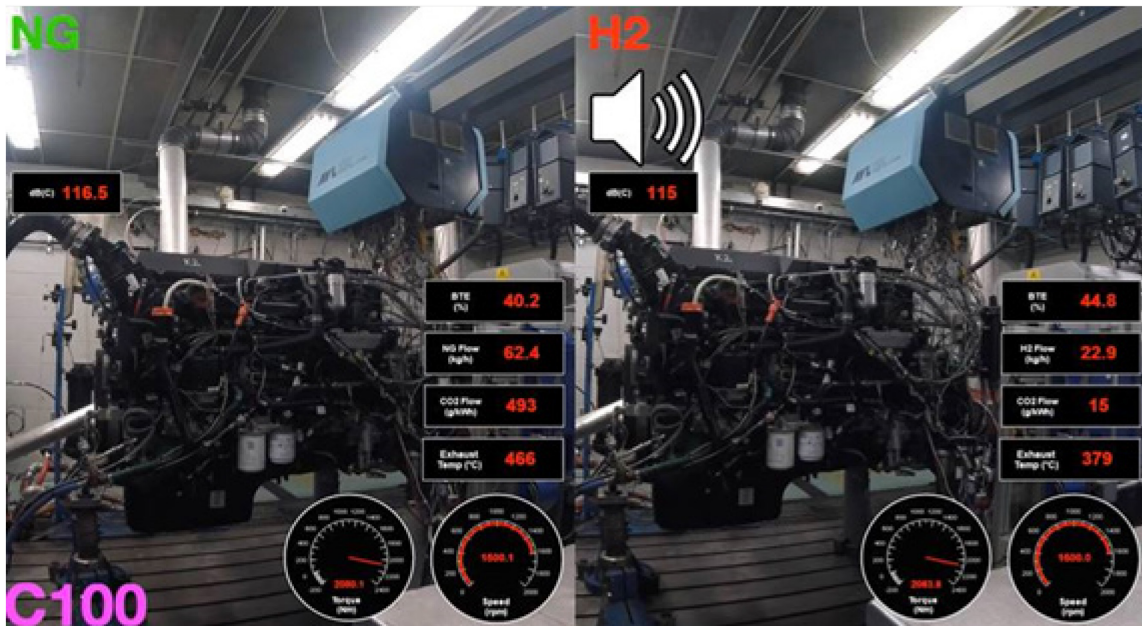 NG
dB(C) 116.5
BTE
(%)
40.2
NG Flow
(kg/h)
62.4
CO2 Flow
(g/kWh)
493
Exhaust
Temp (°C)
466
Torque
(Nm)
Speed
(rpm)
C100
H2
dB(C) 115
BTE
(%)
44.8
H2 Flow
(kg/h)
22.9
CO2 Flow
(g/kWh)
15
Exhaust
Temp (°C)
379
Torque
(Nm)
Speed
(rpm)